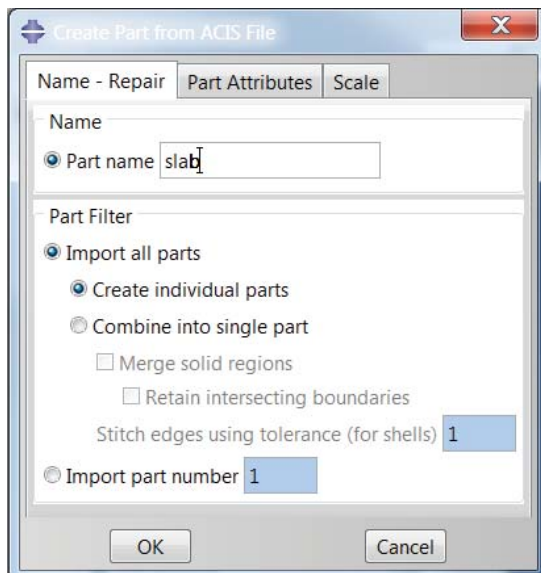 Create Part from ACIS File
X
Name - Repair Part Attributes Scale
Name
Part name slab
Part Filter
Import all parts
Create individual parts
Combine into single part
Merge solid regions
Retain intersecting boundaries
Stitch edges using tolerance (for shells) 1
Import part number 1
OK Cancel